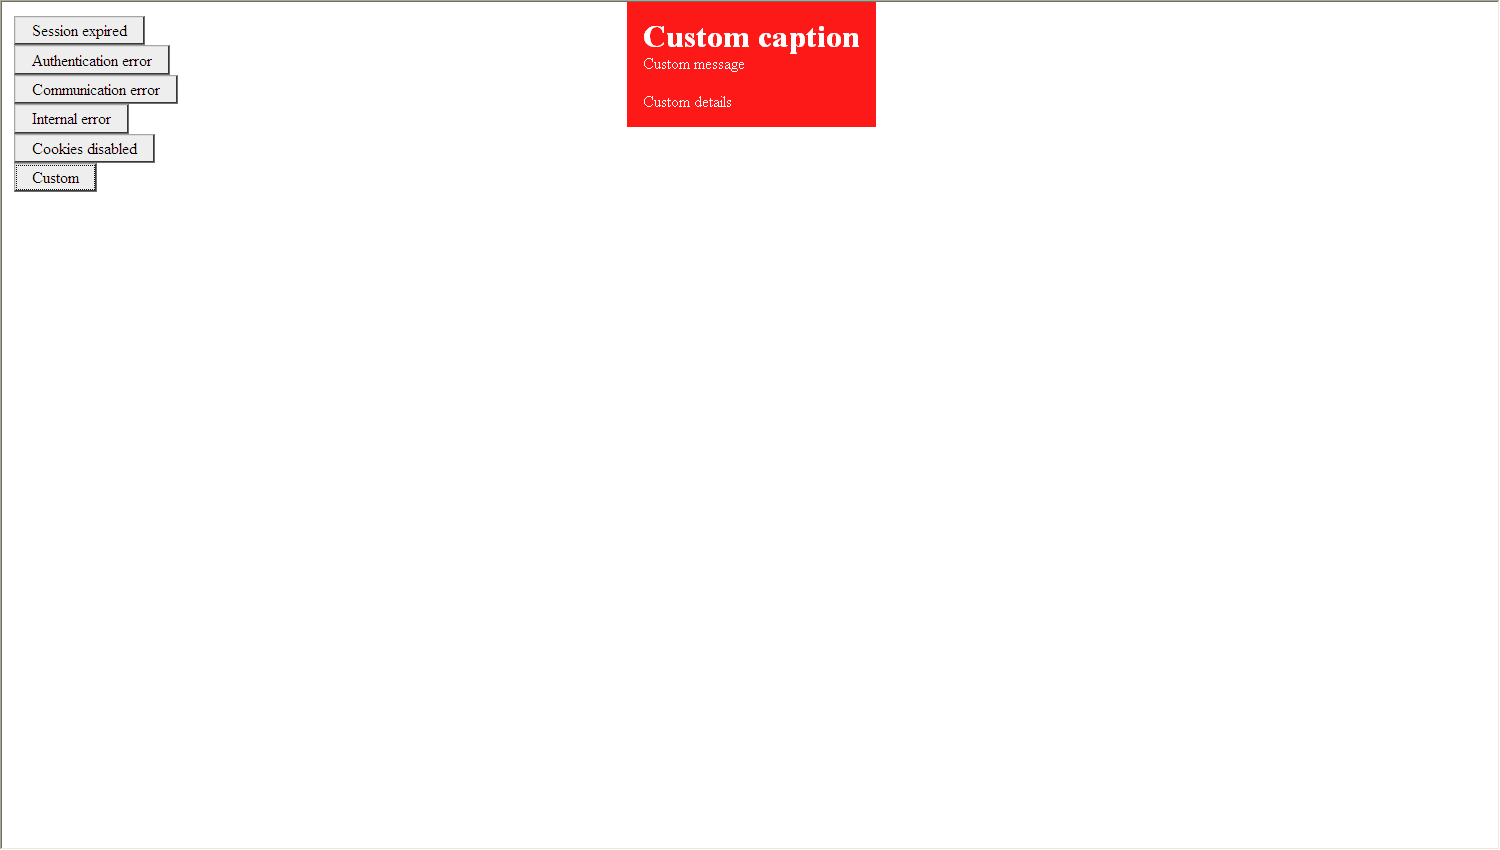 Session expired
Authentication error
Communication error
Internal error
Cookies disabled
Custom
Custom caption
Custom message
Custom details